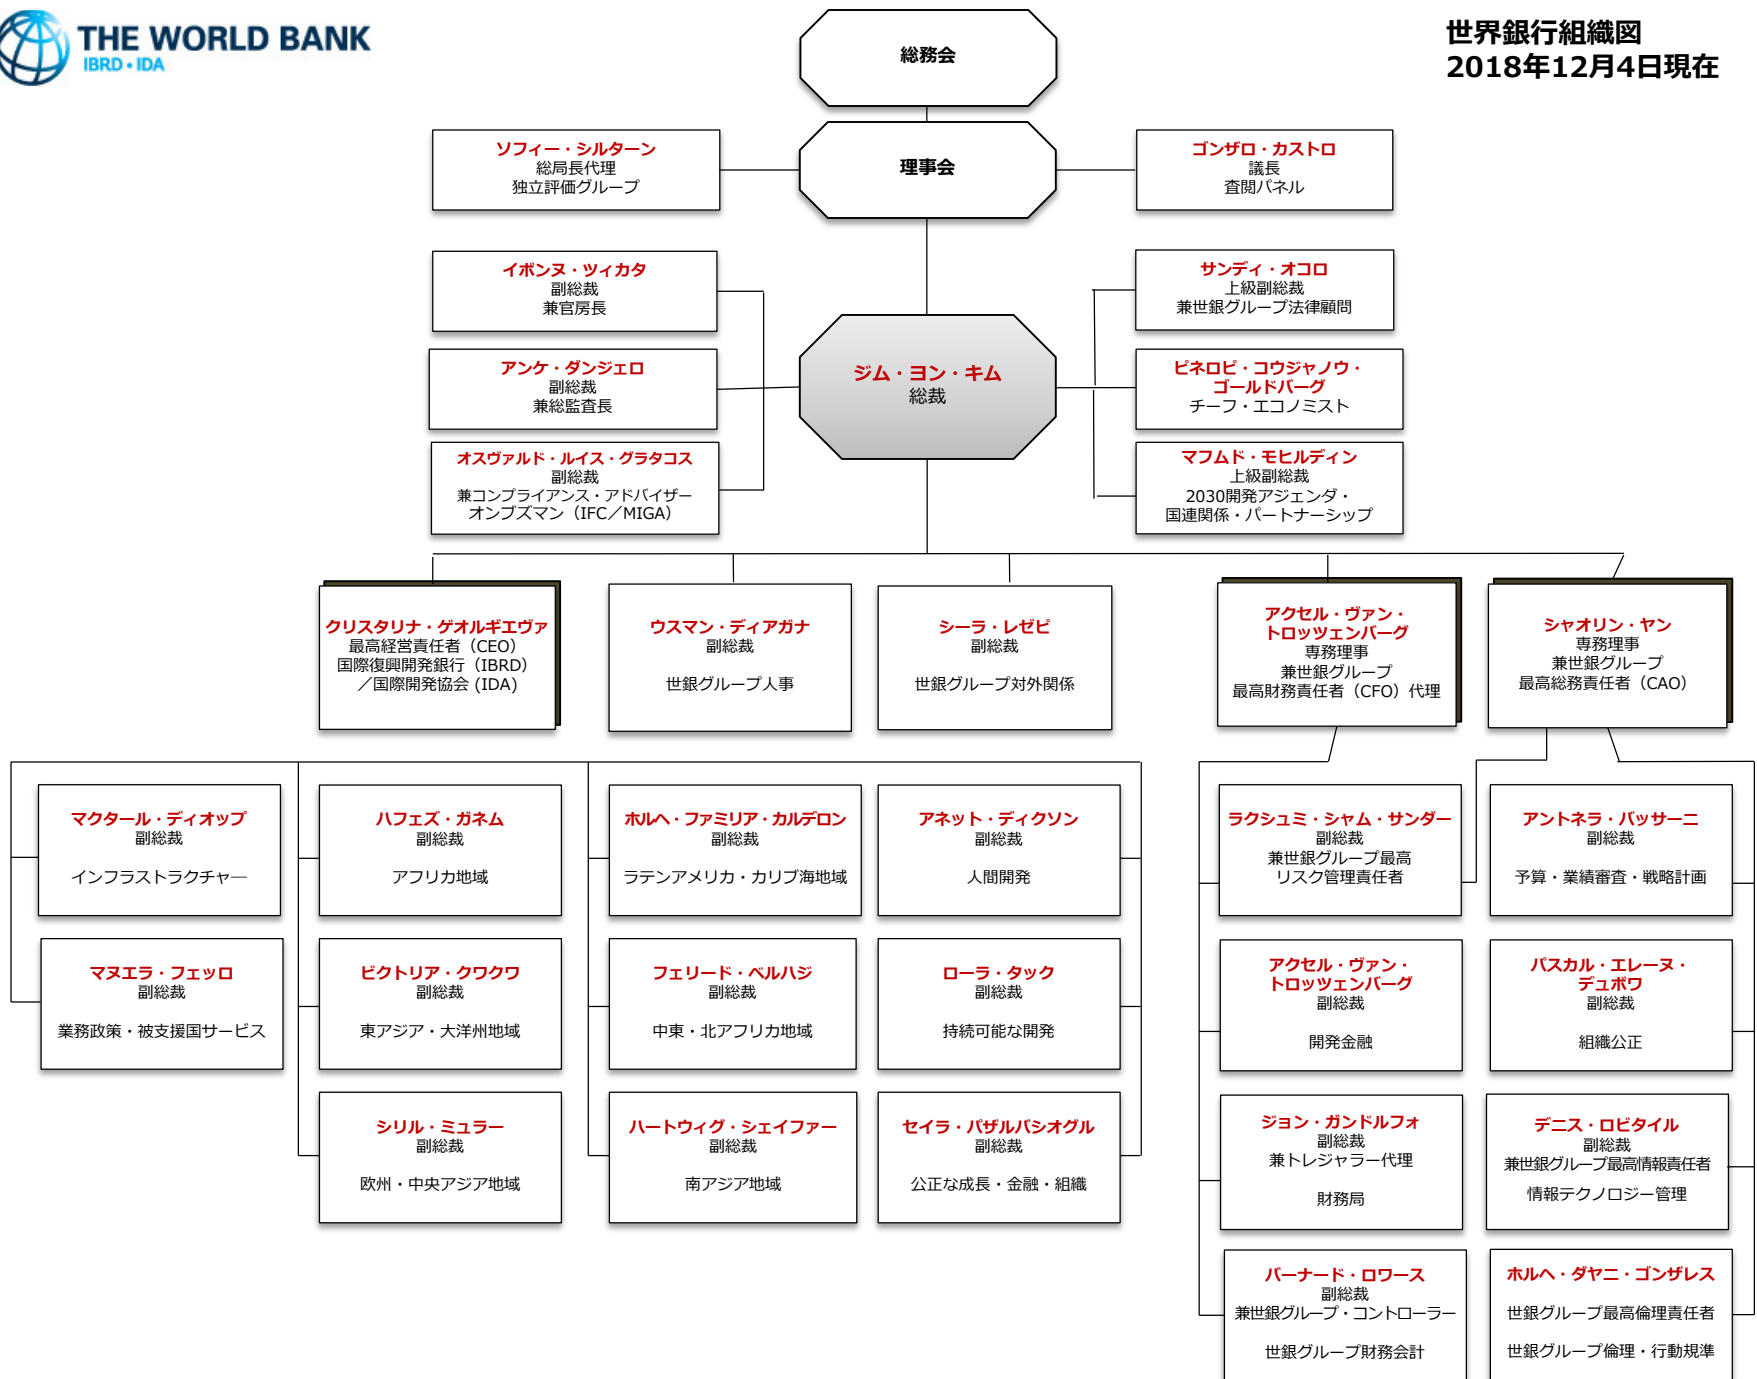 THE WORLD BANK
IBRD • IDA
世界銀行組織図
2018年12月4日現在
総務会
ソフィー・シルターン
総局長代理
独立評価グループ
理事会
ゴンザロ・カストロ
議長
査閲パネル
イボンヌ・ツィカタ
副総裁
兼官房長
サンディ・オコロ
上級副総裁
兼世銀グループ法律顧問
アンケ・ダンジェロ
副総裁
兼総監査長
ジム・ヨン・キム
総裁
ピネロピ・コウジャノウ・
ゴールドバーグ
チーフ・エコノミスト
オスヴァルド・ルイス・グラタコス
副総裁
兼コンプライアンス・アドバイザー
オンブズマン（IFC／MIGA）
マフムド・モヒルディン
上級副総裁
2030開発アジェンダ・
国連関係・パートナーシップ
クリスタリナ・ゲオルギエヴァ
最高経営責任者（CEO）
国際復興開発銀行（IBRD）
／国際開発協会 (IDA)
ウスマン・ディアガナ
副総裁
世銀グループ人事
シーラ・レゼピ
副総裁
世銀グループ対外関係
アクセル・ヴァン・
トロッツェンバーグ
専務理事
兼世銀グループ
最高財務責任者（CFO）代理
シャオリン・ヤン
専務理事
兼世銀グループ
最高総務責任者（CAO）
マクタール・ディオップ
副総裁
インフラストラクチャー
ハフェズ・ガネム
副総裁
アフリカ地域
ホルヘ・ファミリア・カルデロン
副総裁
ラテンアメリカ・カリブ海地域
アネット・ディクソン
副総裁
人間開発
ラクシュミ・シャム・サンダー
副総裁
兼世銀グループ最高
リスク管理責任者
アントネラ・バッサーニ
副総裁
予算・業績審査・戦略計画
マヌエラ・フェッロ
副総裁
業務政策・被支援国サービス
ビクトリア・クワクワ
副総裁
東アジア・大洋州地域
フェリード・ベルハジ
副総裁
中東・北アフリカ地域
ローラ・タック
副総裁
持続可能な開発
アクセル・ヴァン・
トロッツェンバーグ
副総裁
開発金融
パスカル・エレーヌ・
デュボワ
副総裁
組織公正
シリル・ミュラー
副総裁
欧州・中央アジア地域
ハートウィグ・シェイファー
副総裁
南アジア地域
セイラ・パザルバシオグル
副総裁
公正な成長・金融・組織
ジョン・ガンドルフォ
副総裁
兼トレジャラー代理
財務局
デニス・ロビタイル
副総裁
兼世銀グループ最高情報責任者
情報テクノロジー管理
バーナード・ロワース
副総裁
兼世銀グループ・コントローラー
世銀グループ財務会計
ホルヘ・ダヤニ・ゴンザレス
世銀グループ最高倫理責任者
世銀グループ倫理・行動規準